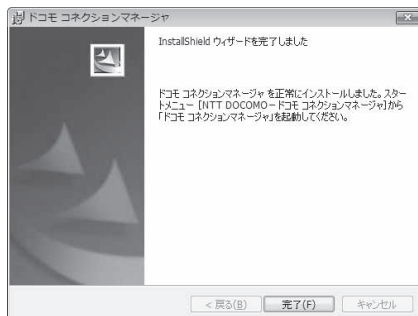 ドコモ コネクションマネージャ
InstallShield ウィザードを完了しました
ドコモ コネクションマネージャ を正常にインストールしました。スター
トメニュー [NTT DOCOMO－ドコモ コネクションマネージャ]から
「ドコモ コネクションマネージャ」を起動してください。
< 戻る(B)
完了(F)
キャンセル